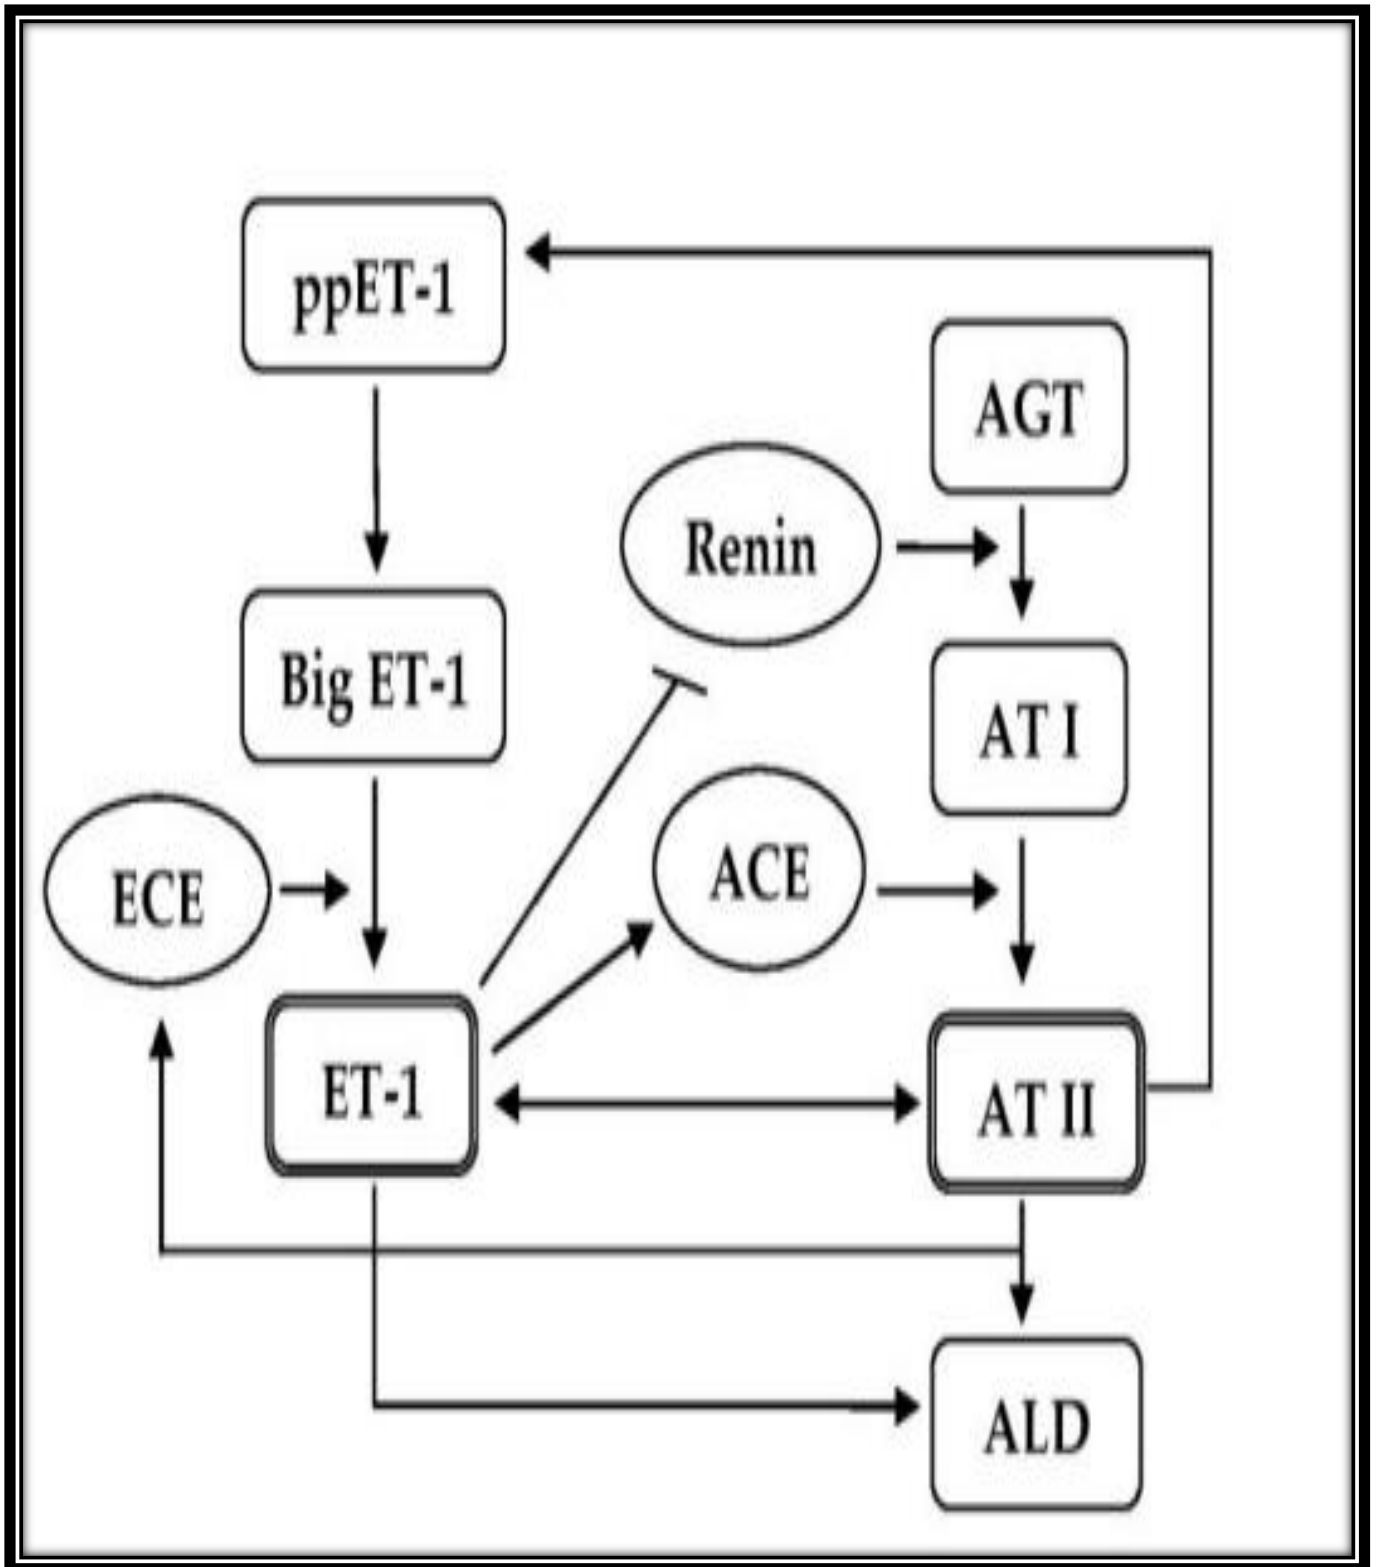 ppET-1
AGT
Renin
Big ET-1
AT I
ACE
ECE
ET-1
AT II
ALD